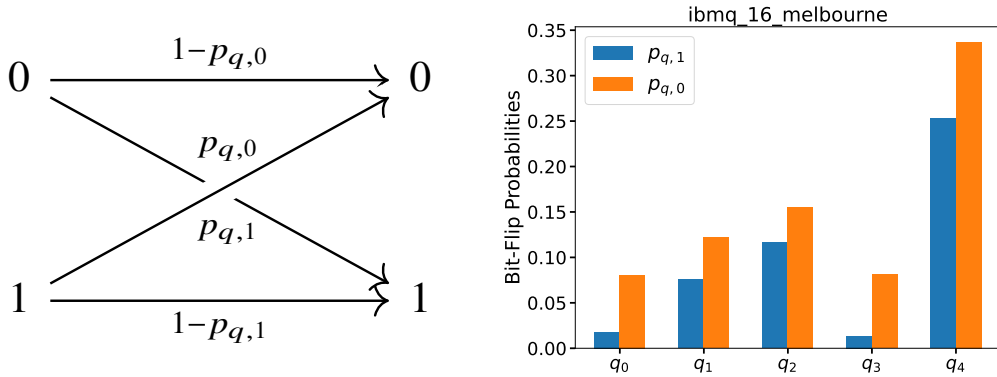 1−p_{q,0}
0
0
p_{q,0}
p_{q,1}
1
1
1−p_{q,1}
ibmq_16_melbourne
p_{q,1}
p_{q,0}
Bit-Flip Probabilities
0.35
0.30
0.25
0.20
0.15
0.10
0.05
0.00
q_0
q_1
q_2
q_3
q_4